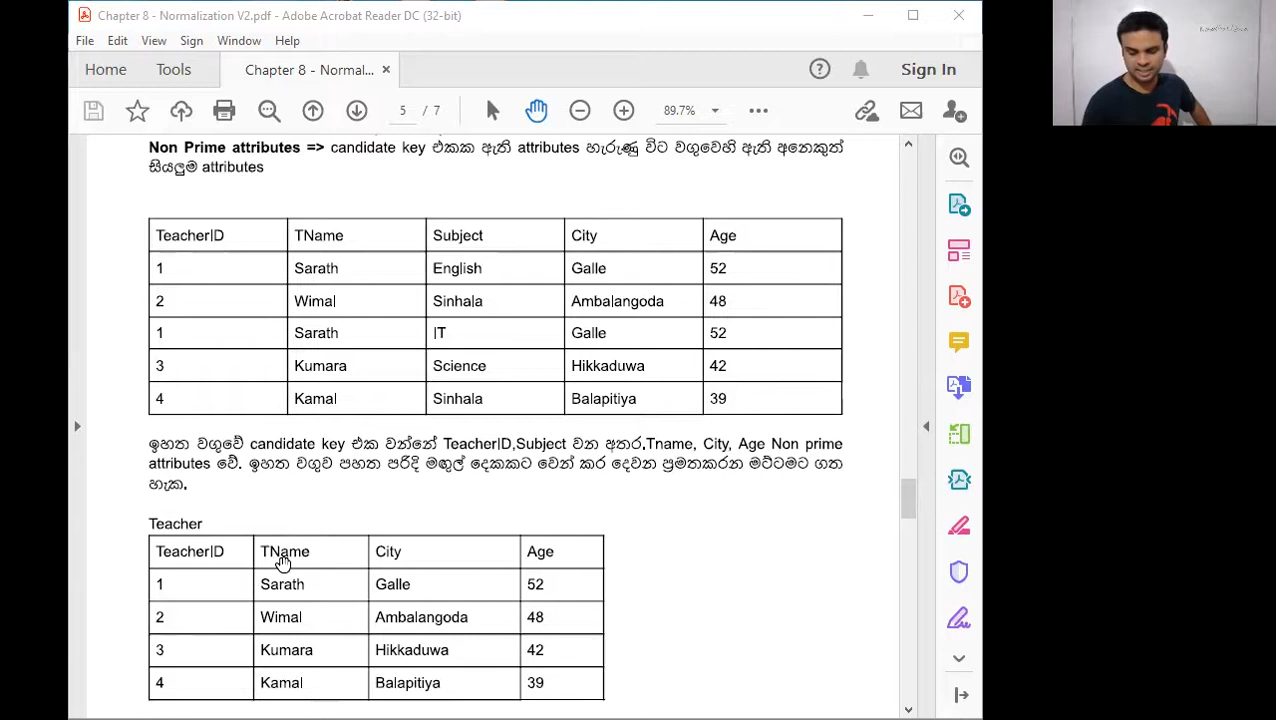 Chapter 8 - Normalization V2.pdf - Adobe Acrobat Reader DC (32-bit)
File Edit View Sign Window Help
Home Tools Chapter 8 - Normal... × Sign In
5 / 7 89.7%
Non Prime attributes => candidate key එකක ඇති attributes හැරුණු විට වගුවෙහි ඇති අනෙකුත්
සියලුම attributes
TeacherID TName Subject City Age
1 Sarath English Galle 52
2 Wimal Sinhala Ambalangoda 48
1 Sarath IT Galle 52
3 Kumara Science Hikkaduwa 42
4 Kamal Sinhala Balapitiya 39
ඉහත වගුවේ candidate key එක වන්නේ TeacherID,Subject වන අතර,Tname, City, Age Non prime
attributes වේ. ඉහත වගුව පහත පරිදි මඟුල් දෙකකට වෙන් කර දෙවන ප්‍රමතකරන මට්ටමට ගත
හැක.
Teacher
TeacherID TName City Age
1 Sarath Galle 52
2 Wimal Ambalangoda 48
3 Kumara Hikkaduwa 42
4 Kamal Balapitiya 39